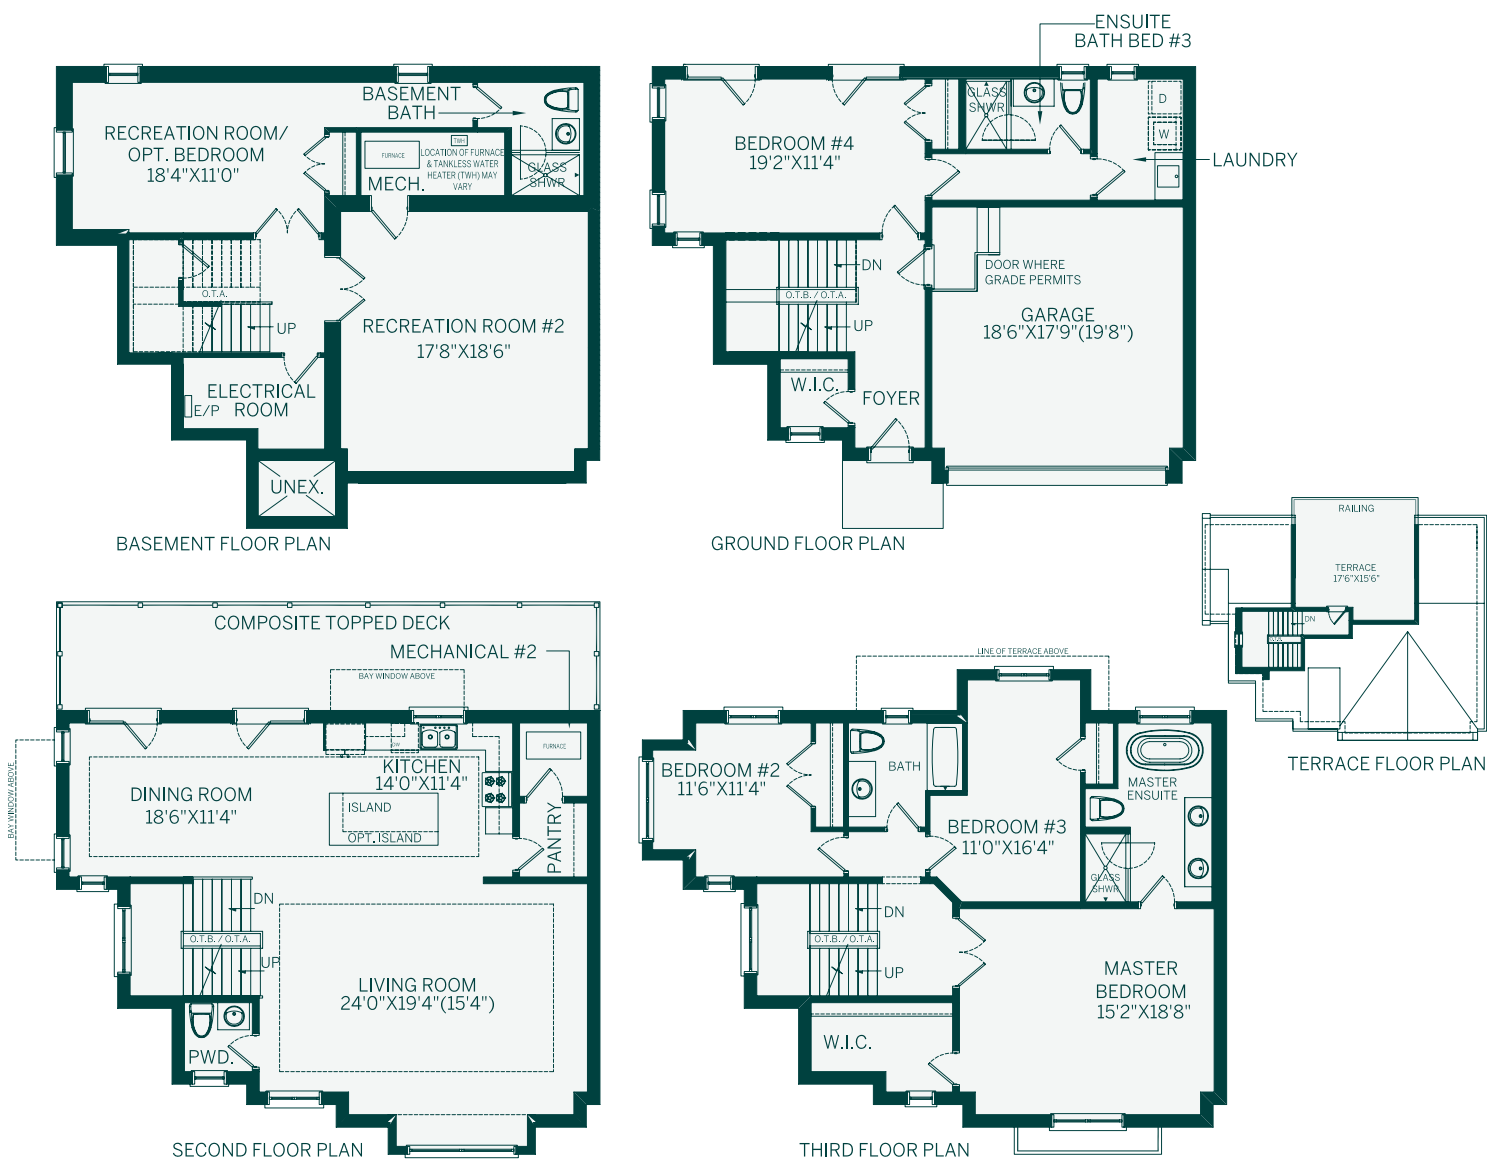 BASEMENT
BATH
RECREATION ROOM/
OPT. BEDROOM
18'4"X11'0"
FURNACE
TWH
LOCATION OF FURNACE
& TANKLESS WATER
HEATER (TWH) MAY
VARY
MECH.
GLASS
SHWR
O.T.A.
UP
RECREATION ROOM #2
17'8"X18'6"
ELECTRICAL
ROOM
E/P
UNEX.
BASEMENT FLOOR PLAN
ENSUITE
BATH BED #3
GLASS
SHWR
D
W
LAUNDRY
BEDROOM #4
19'2"X11'4"
DN
O.T.B. / O.T.A.
UP
DOOR WHERE
GRADE PERMITS
GARAGE
18'6"X17'9"(19'8")
W.I.C.
FOYER
GROUND FLOOR PLAN
RAILING
TERRACE
17'6"X15'6"
DN
TERRACE FLOOR PLAN
COMPOSITE TOPPED DECK
MECHANICAL #2
BAY WINDOW ABOVE
BAY WINDOW ABOVE
DW
FURNACE
KITCHEN
14'0"X11'4"
DINING ROOM
18'6"X11'4"
ISLAND
OPT. ISLAND
PANTRY
DN
O.T.B. / O.T.A.
UP
LIVING ROOM
24'0"X19'4"(15'4")
PWD.
SECOND FLOOR PLAN
LINE OF TERRACE ABOVE
BEDROOM #2
11'6"X11'4"
BATH
BEDROOM #3
11'0"X16'4"
MASTER
ENSUITE
GLASS
SHWR
DN
O.T.B. / O.T.A.
UP
MASTER
BEDROOM
15'2"X18'8"
W.I.C.
THIRD FLOOR PLAN